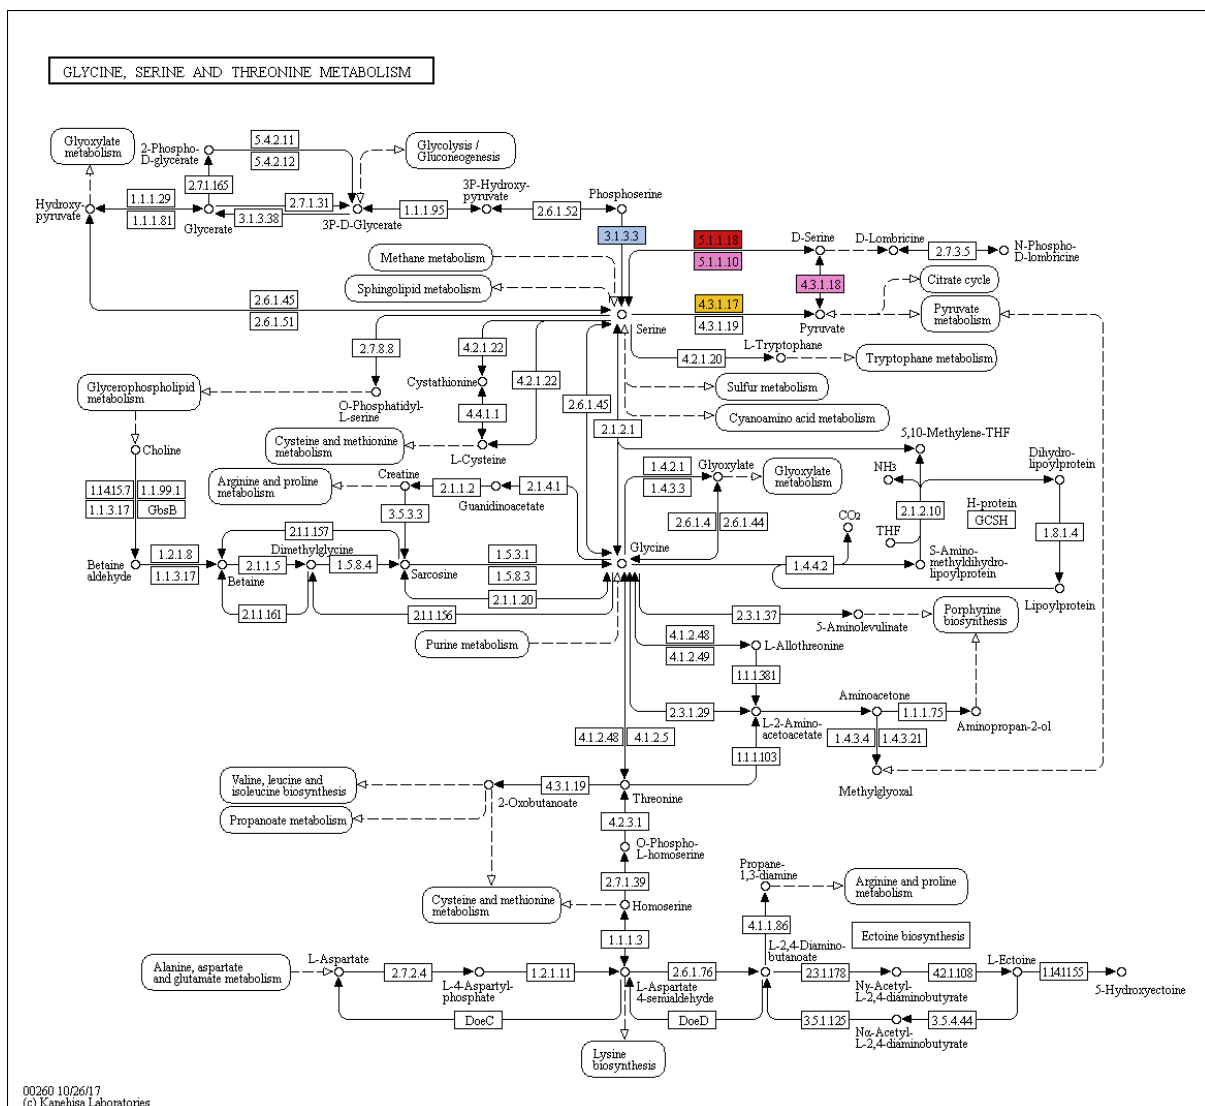 GLYCINE, SERINE AND THREONINE METABOLISM
Glyoxylate
metabolism
2-Phospho-
D-glycerate
5.4.2.11
5.4.2.12
Glycolysis /
Gluconeogenesis
2.7.1.165
Hydroxy-
pyruvate
1.1.1.29
1.1.1.81
Glycerate
2.7.1.31
3.1.3.38
3P-D-Glycerate
1.1.1.95
3P-Hydroxy-
pyruvate
2.6.1.52
Phosphoserine
3.1.3.3
5.1.1.18
5.1.1.10
D-Serine
D-Lombricine
2.7.3.5
N-Phospho-
D-lombricine
Methane metabolism
Sphingolipid metabolism
4.3.1.18
Citrate cycle
2.6.1.45
2.6.1.51
Serine
4.3.1.17
4.3.1.19
Pyruvate
Pyruvate
metabolism
2.7.8.8
4.2.1.22
4.2.1.22
4.2.1.20
L-Tryptophane
Tryptophane metabolism
Glycerophospholipid
metabolism
O-Phosphatidyl-
L-serine
Cystathionine
4.4.1.1
2.6.1.45
Sulfur metabolism
Cyanoamino acid metabolism
2.1.2.1
Cysteine and methionine
metabolism
L-Cysteine
Choline
5,10-Methylene-THF
1.14.15.7
1.1.99.1
1.1.3.17
GbsB
Arginine and proline
metabolism
Creatine
2.1.1.2
Guanidinoacetate
2.1.4.1
3.5.3.3
1.4.2.1
1.4.3.3
Glyoxylate
Glyoxylate
metabolism
NH3
Dihydro-
lipoylprotein
2.6.1.4
2.6.1.44
CO2
THF
2.1.2.10
H-protein
GCSH
1.8.1.4
Betaine
aldehyde
1.2.1.8
1.1.3.17
Betaine
2.1.1.157
2.1.1.5
Dimethylglycine
1.5.8.4
Sarcosine
1.5.3.1
1.5.8.3
2.1.1.20
2.1.1.161
2.1.1.156
Glycine
1.4.4.2
S-Amino-
methyldihydro-
lipoylprotein
Lipoylprotein
Purine metabolism
2.3.1.37
5-Aminolevulinate
Porphyrine
biosynthesis
4.1.2.48
4.1.2.49
L-Allothreonine
1.1.1.381
2.3.1.29
L-2-Amino-
acetoacetate
Aminoacetone
1.1.1.75
Aminopropan-2-ol
4.1.2.48
4.1.2.5
1.1.1.103
1.4.3.4
1.4.3.21
Methylglyoxal
Valine, leucine and
isoleucine biosynthesis
Propanoate metabolism
2-Oxobutanoate
4.3.1.19
Threonine
4.2.3.1
O-Phospho-
L-homoserine
2.7.1.39
Cysteine and methionine
metabolism
Homoserine
1.1.1.3
Propane-
1,3-diamine
Arginine and proline
metabolism
4.1.1.86
Ectoine biosynthesis
Alanine, aspartate
and glutamate metabolism
L-Aspartate
2.7.2.4
L-4-Aspartyl-
phosphate
1.2.1.11
L-Aspartate
4-semialdehyde
2.6.1.76
L-2,4-Diamino-
butanoate
2.3.1.178
Nγ-Acetyl-
L-2,4-diaminobutyrate
4.2.1.108
L-Ectoine
1.14.11.55
5-Hydroxyectoine
DoeC
DoeD
3.5.1.125
Nα-Acetyl-
L-2,4-diaminobutyrate
3.5.4.44
Lysine
biosynthesis
00260 10/26/17
(c) Kanehisa Laboratories